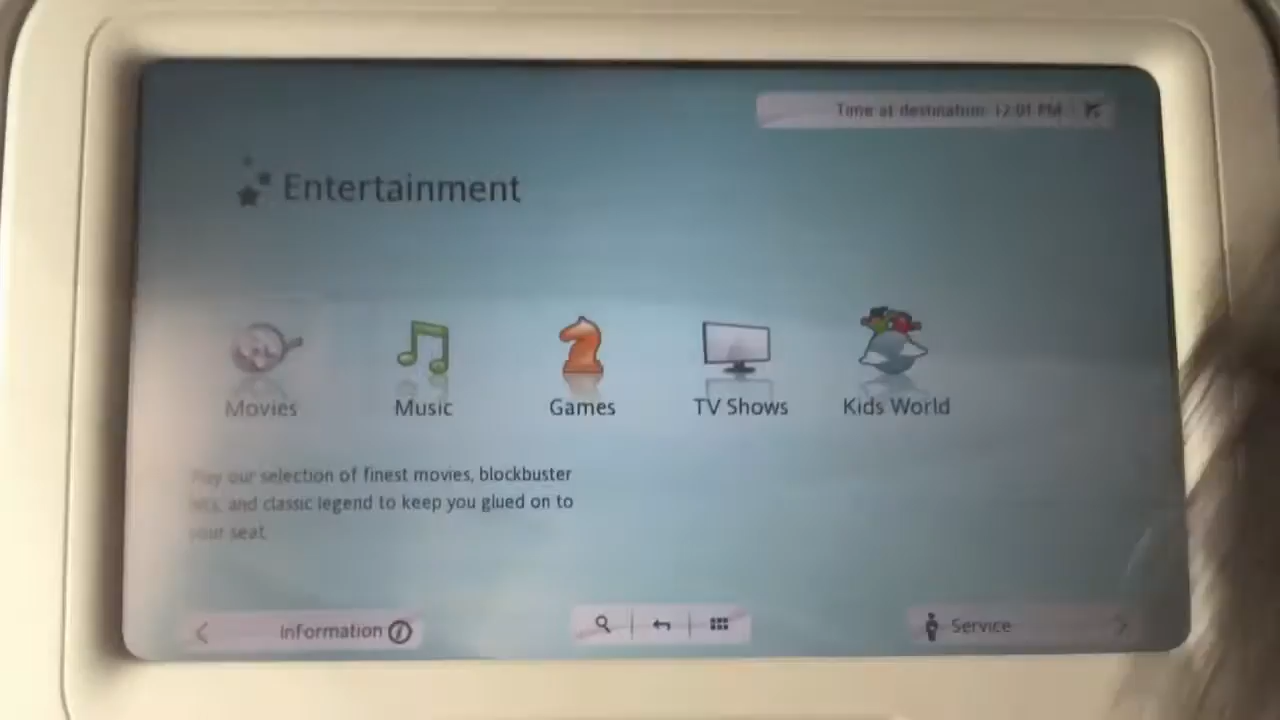 Time at destination: 12:01 PM
Entertainment
Movies
Music
Games
TV Shows
Kids World
our selection of finest movies, blockbuster
and classic legend to keep you glued on to
your seat
Information
Service